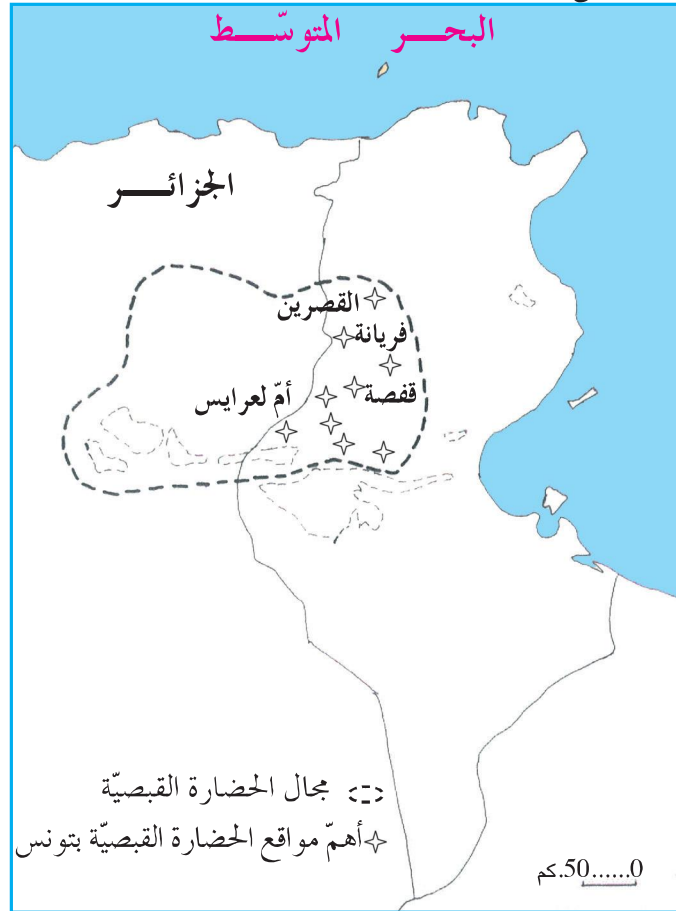 البحـــر المتوسّـــط
الجزائـــر
القصرين
فريانة
قفصة
أمّ لعرايس
مجال الحضارة القبصيّة
أهمّ مواقع الحضارة القبصيّة بتونس
0......50.كم